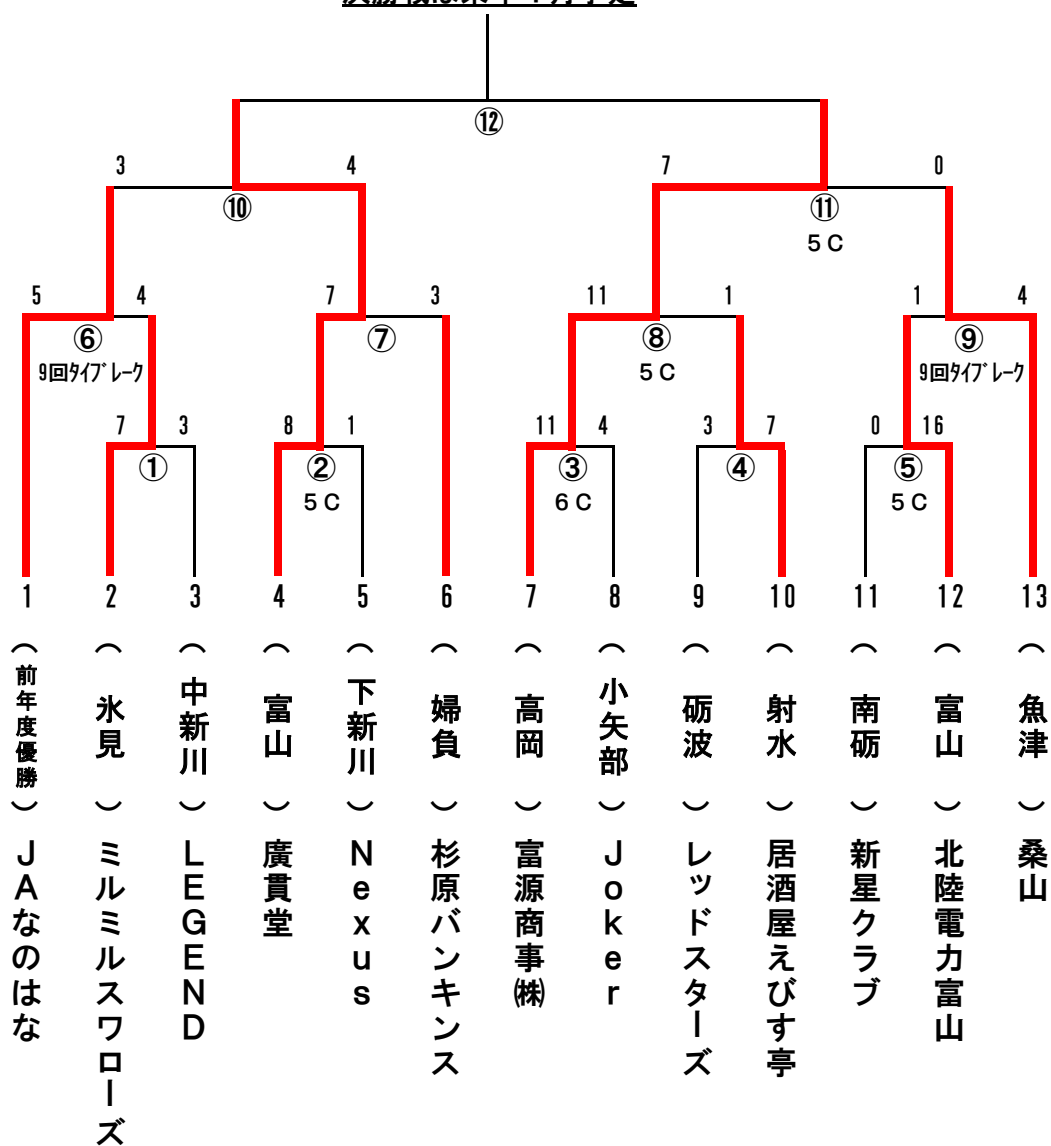 ⑫
3 4 7 0
⑩ ⑪
5C
5 4 7 3 11 1 1 4
⑥ ⑦ ⑧ ⑨
9回ﾀｲﾌﾞﾚｰｸ 5C 9回ﾀｲﾌﾞﾚｰｸ
7 3 8 1 11 4 3 7 0 16
① ② ③ ④ ⑤
5C 6C 5C
1 2 3 4 5 6 7 8 9 10 11 12 13
(前年度優勝)JAなのはな
(氷見)ミルミルスワローズ
(中新川)LEGEND
(富山)廣貫堂
(下新川)Nexus
(婦負)杉原バンキンス
(高岡)富源商事㈱
(小矢部)Joker
(砺波)レッドスターズ
(射水)居酒屋えびす亭
(南砺)新星クラブ
(富山)北陸電力富山
(魚津)桑山